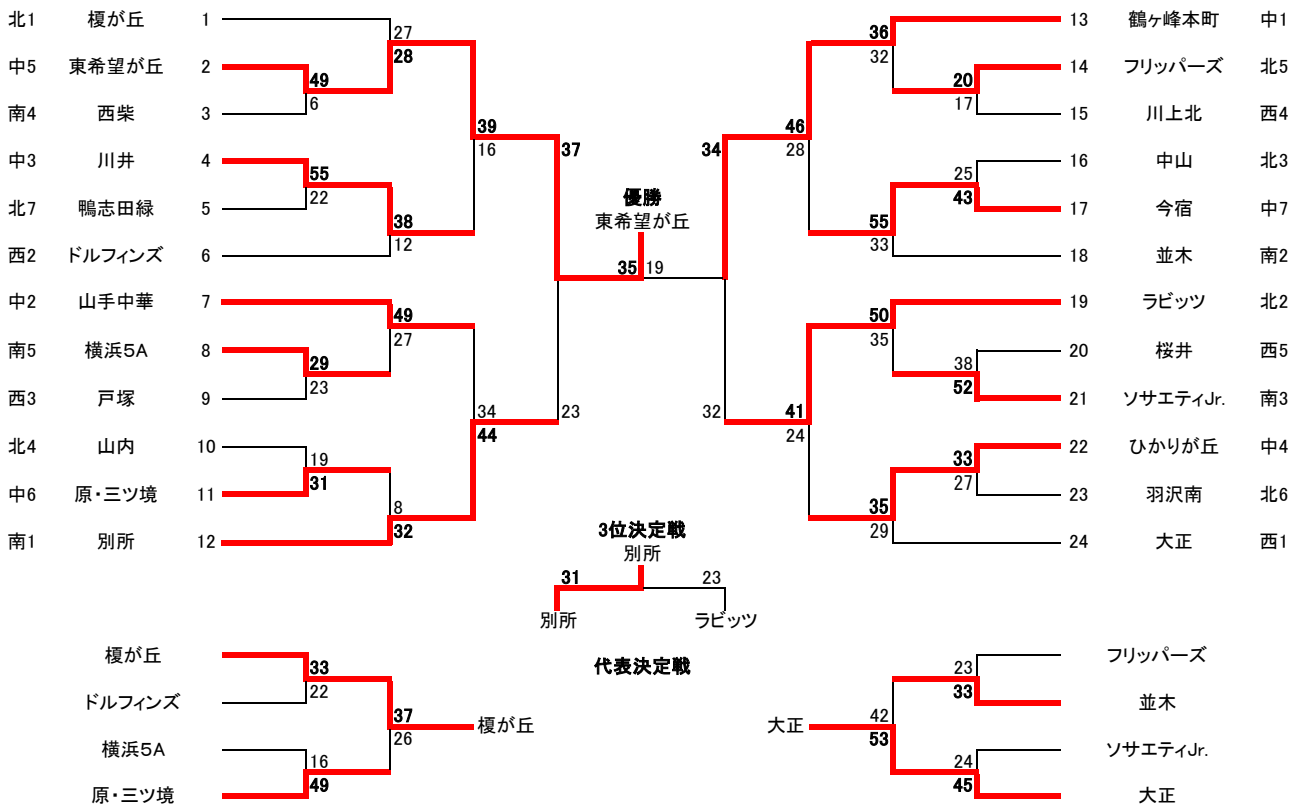 北1 榎が丘 1 27 36 13 鶴ヶ峰本町 中1
28 32
中5 東希望が丘 2 49 20 14 フリッパーズ 北5
6 17
南4 西柴 3 15 川上北 西4
39 37 34 46
16 28
中3 川井 4 55 25 16 中山 北3
22 43
北7 鴨志田緑 5 38 55 17 今宿 中7
12 33
優勝
東希望が丘
西2 ドルフィンズ 6 18 並木 南2
35 19
中2 山手中華 7 49 50 19 ラビッツ 北2
27 35
南5 横浜5A 8 29 38 20 桜井 西5
23 52
西3 戸塚 9 21 ソサエティJr. 南3
34 23 32 41
44 24
北4 山内 10 19 33 22 ひかりが丘 中4
31 27
中6 原・三ツ境 11 8 35 23 羽沢南 北6
32 29
南1 別所 12 24 大正 西1
3位決定戦
別所
31 23
別所 ラビッツ
代表決定戦
榎が丘 33 23 フリッパーズ
22 33
ドルフィンズ 並木
37 榎が丘 大正 42
26 53
横浜5A 16 24 ソサエティJr.
49 45
原・三ツ境 大正